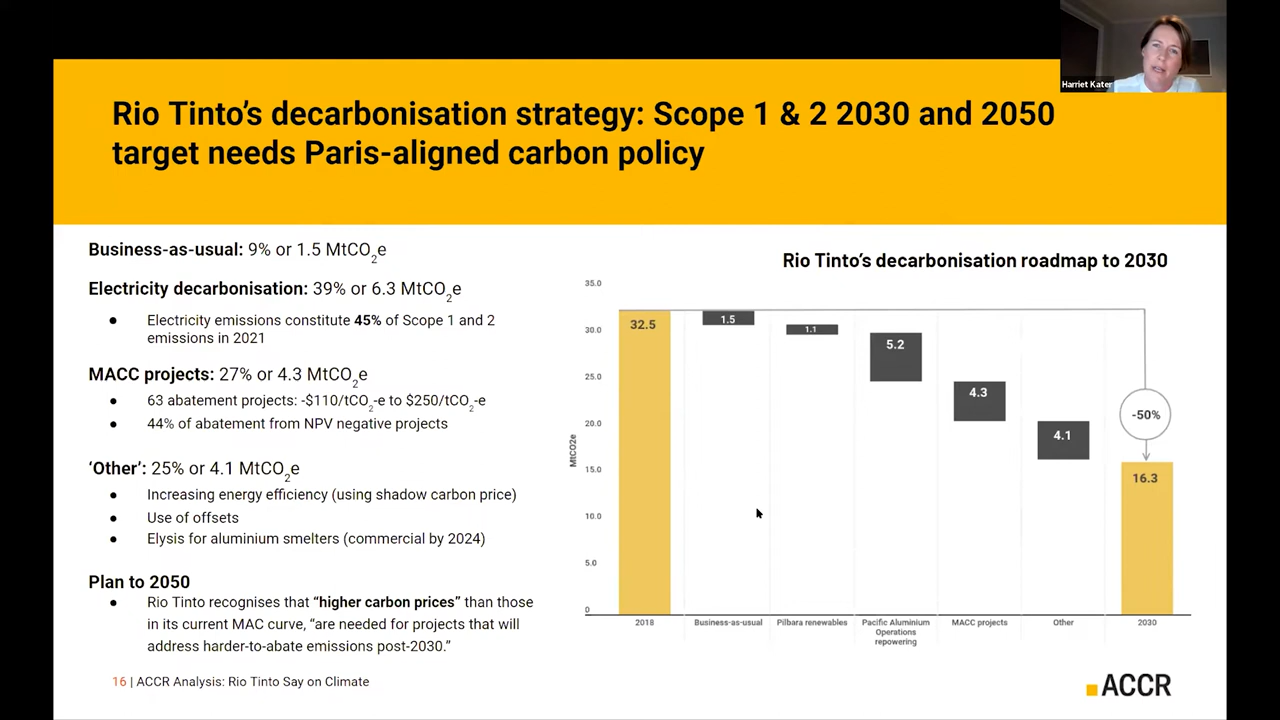 Harriet Kater
Rio Tinto’s decarbonisation strategy: Scope 1 & 2 2030 and 2050
target needs Paris-aligned carbon policy
Business-as-usual: 9% or 1.5 MtCO2e
Electricity decarbonisation: 39% or 6.3 MtCO2e
● Electricity emissions constitute 45% of Scope 1 and 2
emissions in 2021
MACC projects: 27% or 4.3 MtCO2e
● 63 abatement projects: -$110/tCO2-e to $250/tCO2-e
● 44% of abatement from NPV negative projects
‘Other’: 25% or 4.1 MtCO2e
● Increasing energy efficiency (using shadow carbon price)
● Use of offsets
● Elysis for aluminium smelters (commercial by 2024)
Plan to 2050
● Rio Tinto recognises that “higher carbon prices” than those
in its current MAC curve, “are needed for projects that will
address harder-to-abate emissions post-2030.”
Rio Tinto’s decarbonisation roadmap to 2030
35.0
30.0
25.0
20.0
15.0
10.0
5.0
0
MtCO2e
32.5
1.5
1.1
5.2
4.3
4.1
-50%
16.3
2018
Business-as-usual
Pilbara renewables
Pacific Aluminium
Operations
repowering
MACC projects
Other
2030
16 | ACCR Analysis: Rio Tinto Say on Climate
ACCR